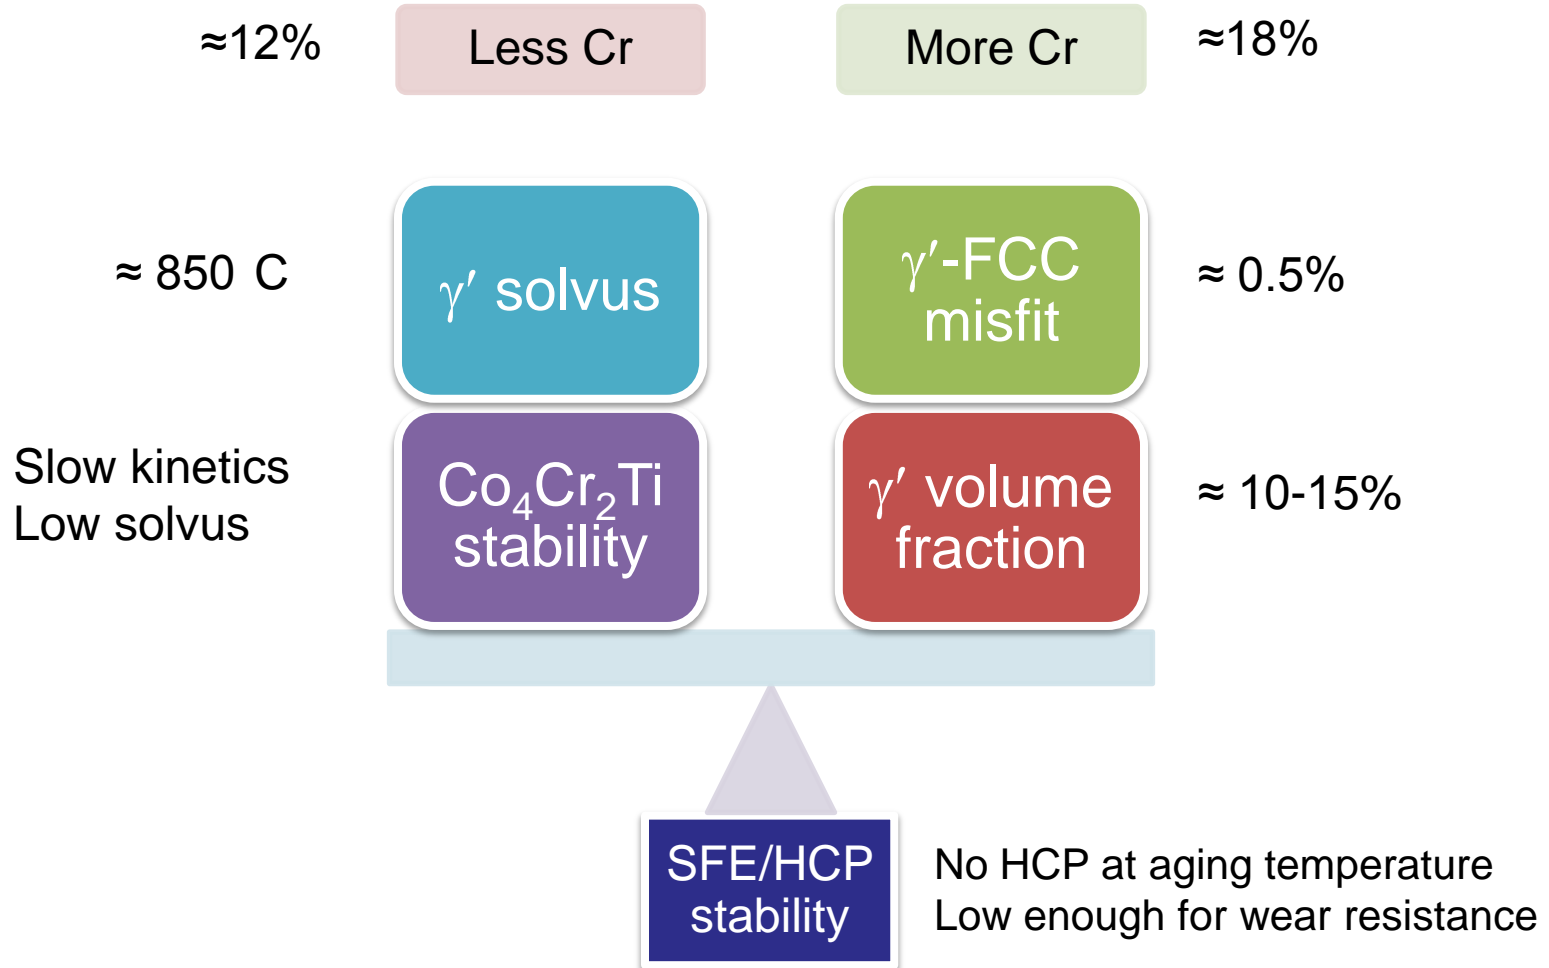 ≈12%
Less Cr
More Cr
≈18%
≈ 850 C
γ′ solvus
γ′-FCC
misfit
≈ 0.5%
Slow kinetics
Low solvus
Co₄Cr₂Ti
stability
γ′ volume
fraction
≈ 10-15%
SFE/HCP
stability
No HCP at aging temperature
Low enough for wear resistance